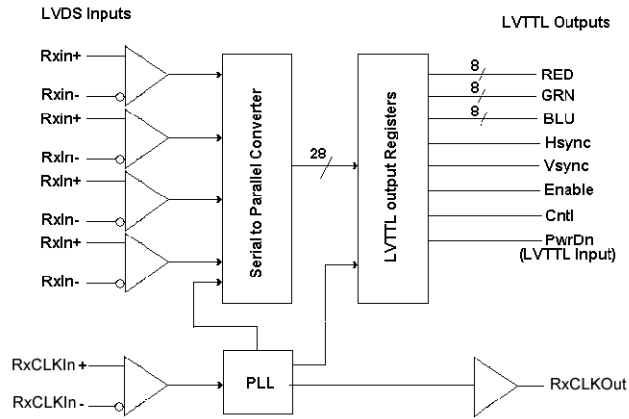 LVDS Inputs
LVTTL Outputs
Rxin+
Rxin-
Rxin+
RxIn-
RxIn+
RxIn-
RxIn+
RxIn-
Serial to Parallel Converter
28
LVTTL output Registers
8
RED
8
GRN
8
BLU
Hsync
Vsync
Enable
Cntl
PwrDn
(LVTTL Input)
RxCLKIn+
RxCLKIn-
PLL
RxCLKOut